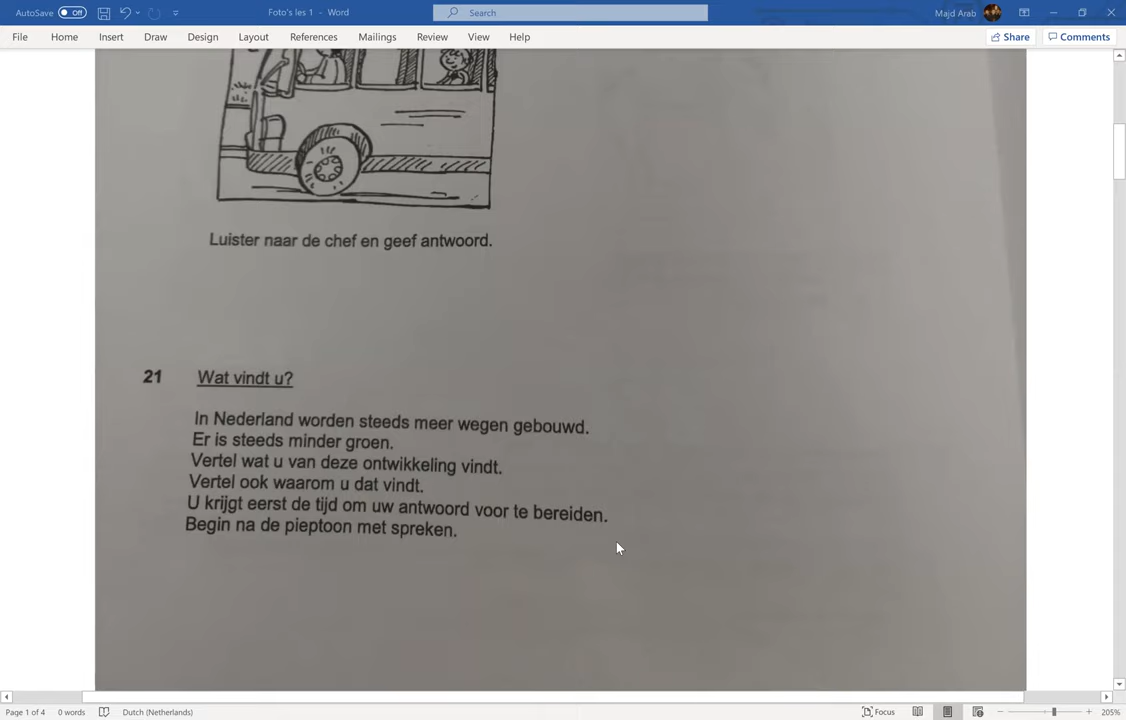 AutoSave Off Foto's les 1 - Word Search Majd Arab
File Home Insert Draw Design Layout References Mailings Review View Help Share Comments
Luister naar de chef en geef antwoord.
21 Wat vindt u?
In Nederland worden steeds meer wegen gebouwd.
Er is steeds minder groen.
Vertel wat u van deze ontwikkeling vindt.
Vertel ook waarom u dat vindt.
U krijgt eerst de tijd om uw antwoord voor te bereiden.
Begin na de pieptoon met spreken.
Page 1 of 4 0 words Dutch (Netherlands) Focus 205%